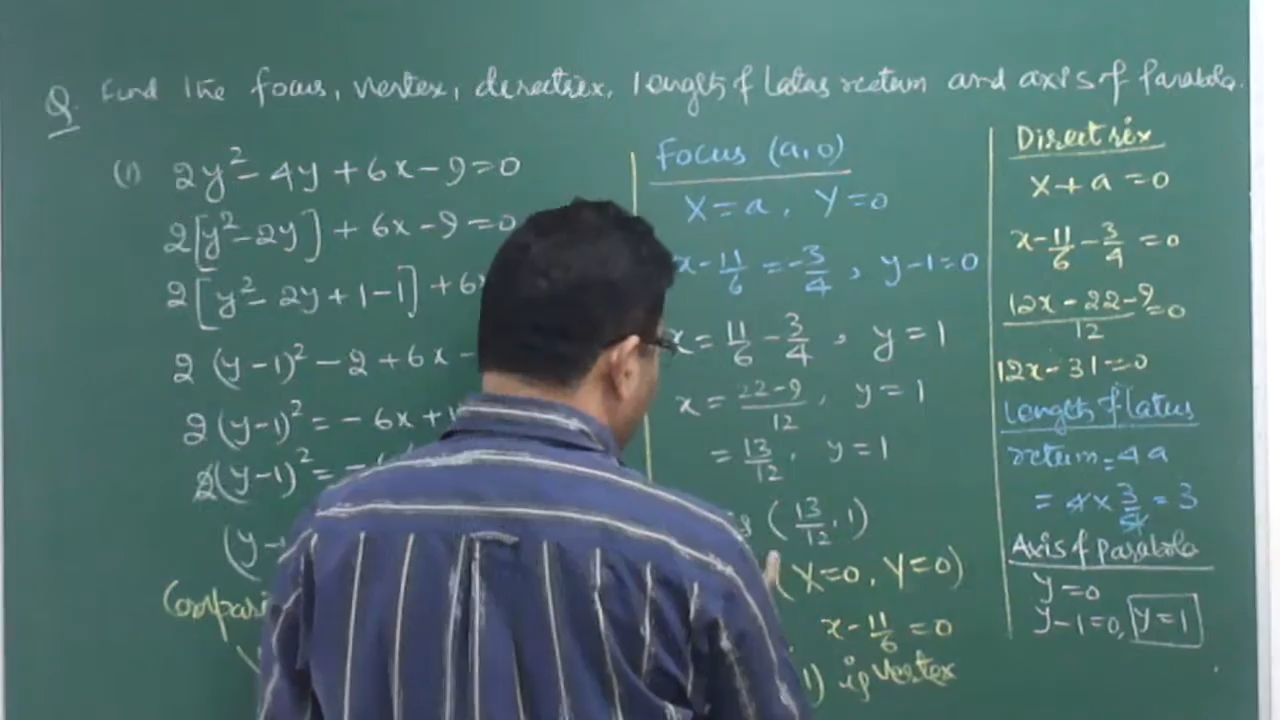 Q. Find the focus, vertex, directrix, length of latus rectum and axis of Parabola.
(1) 2y² - 4y + 6x - 9 = 0
2[y² - 2y] + 6x - 9 = 0
2[y² - 2y + 1 - 1] + 6x
2(y-1)² - 2 + 6x -
2(y-1)² = -6x + 1
2(y-1)² = -
(y-
Focus (a,0)
X = a, Y = 0
x - 11/6 = -3/4, y - 1 = 0
x = 11/6 - 3/4, y = 1
x = 22-9/12, y = 1
= 13/12, y = 1
(13/12, 1)
(X=0, Y=0)
x - 11/6 = 0
1) is vertex
Directrix
X + a = 0
x - 11/6 - 3/4 = 0
12x - 22 - 9/12 = 0
12x - 31 = 0
Length of latus
rectum = 4a
= 4 × 3/4 = 3
Axis of parabola
Y = 0
y - 1 = 0, y = 1